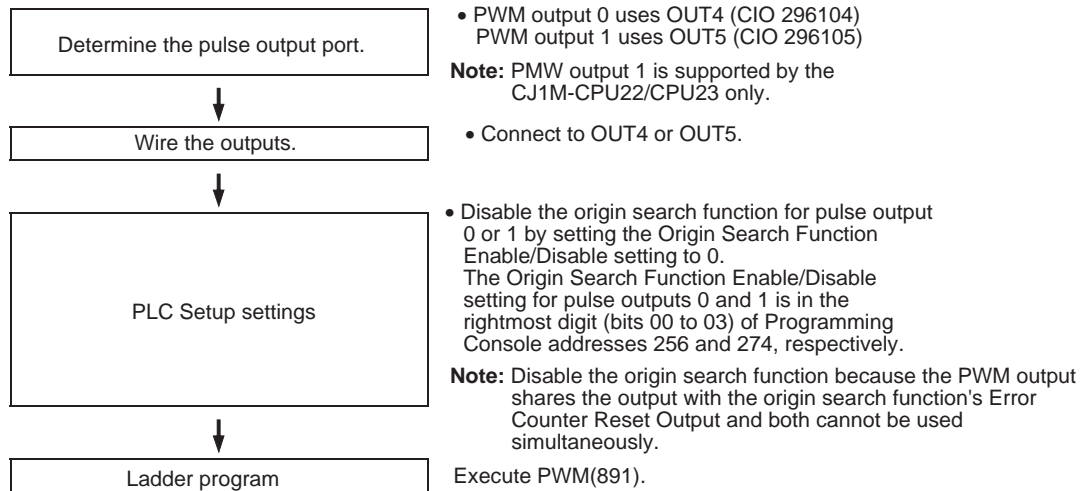 Determine the pulse output port.
• PWM output 0 uses OUT4 (CIO 296104)
PWM output 1 uses OUT5 (CIO 296105)
Note: PMW output 1 is supported by the
CJ1M-CPU22/CPU23 only.
Wire the outputs.
• Connect to OUT4 or OUT5.
PLC Setup settings
• Disable the origin search function for pulse output
0 or 1 by setting the Origin Search Function
Enable/Disable setting to 0.
The Origin Search Function Enable/Disable
setting for pulse outputs 0 and 1 is in the
rightmost digit (bits 00 to 03) of Programming
Console addresses 256 and 274, respectively.
Note: Disable the origin search function because the PWM output
shares the output with the origin search function's Error
Counter Reset Output and both cannot be used
simultaneously.
Ladder program
Execute PWM(891).